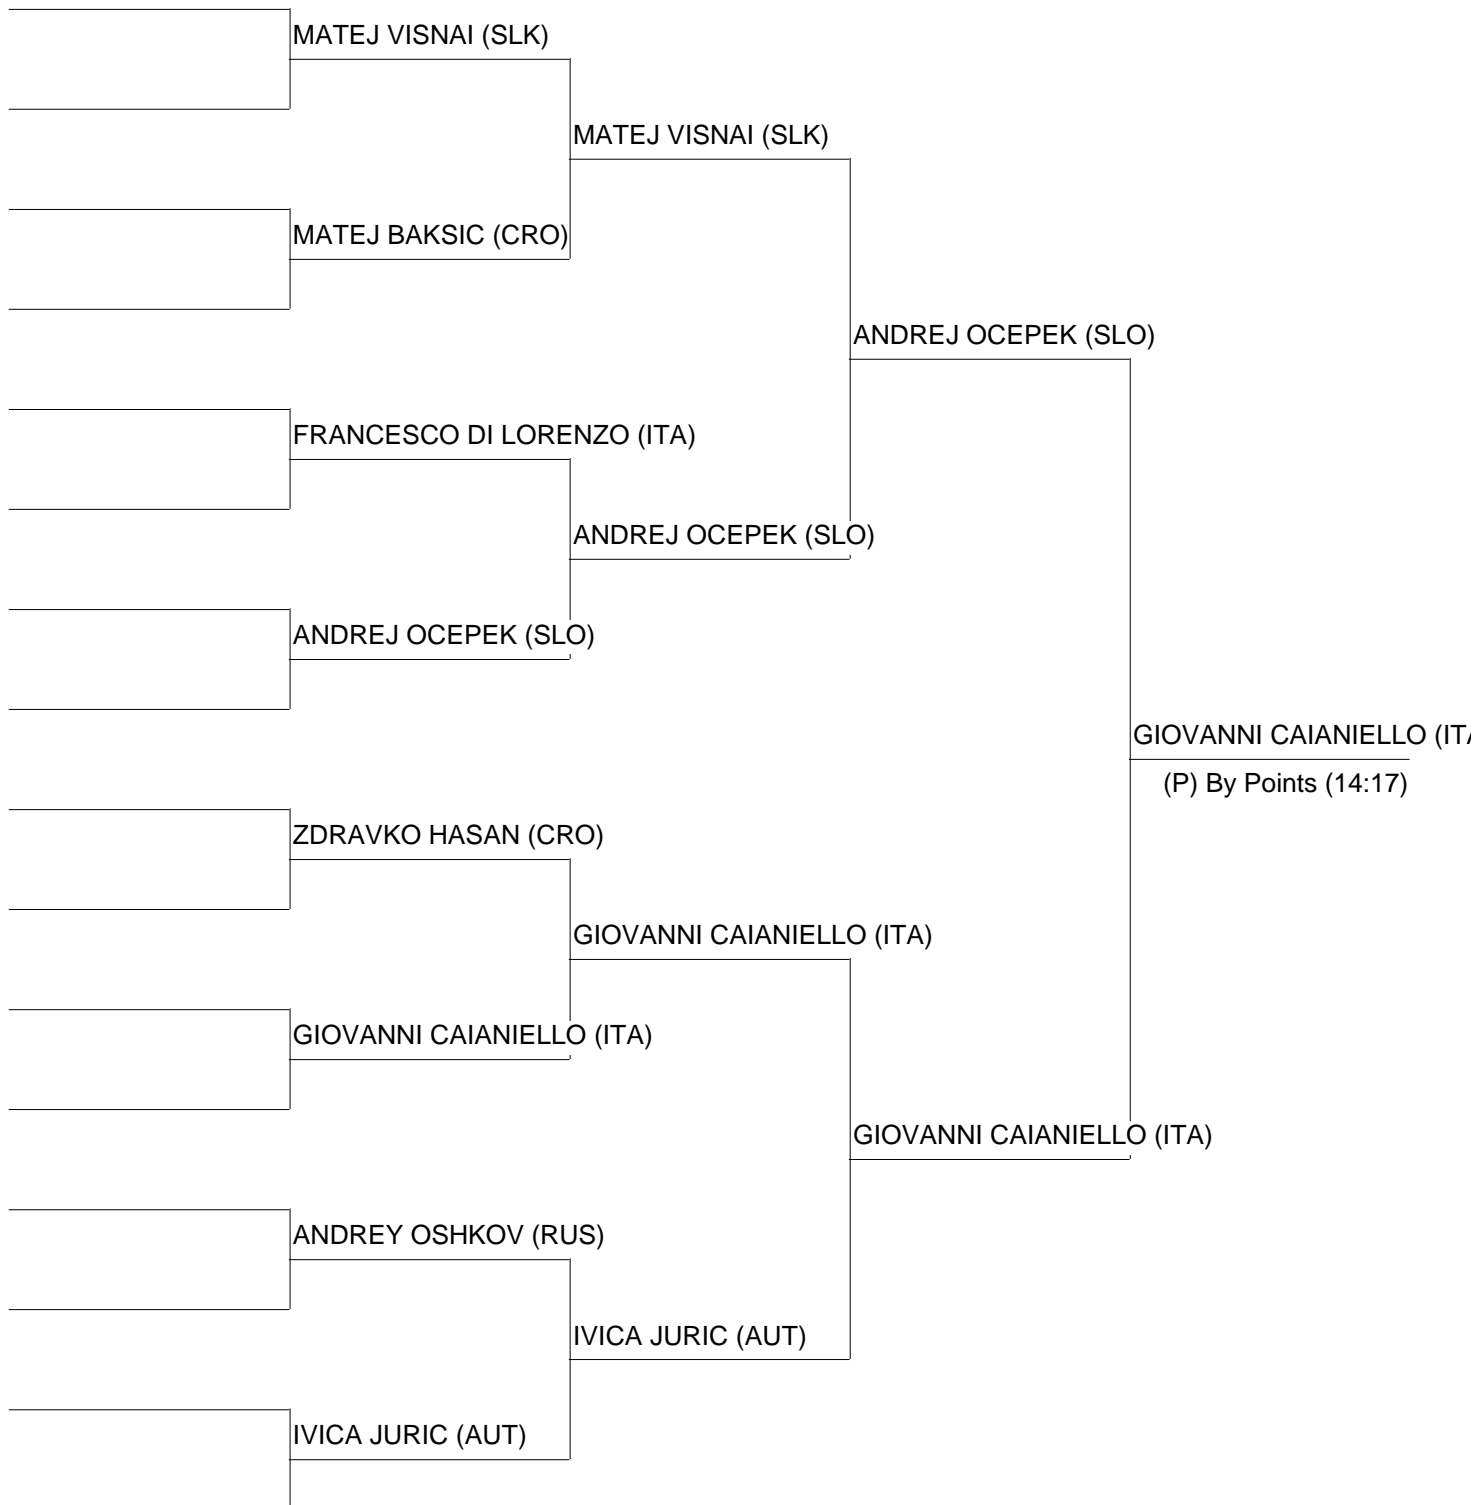 MATEJ VISNAI (SLK)
MATEJ VISNAI (SLK)
MATEJ BAKSIC (CRO)
ANDREJ OCEPEK (SLO)
FRANCESCO DI LORENZO (ITA)
ANDREJ OCEPEK (SLO)
ANDREJ OCEPEK (SLO)
GIOVANNI CAIANIELLO (ITA
(P) By Points (14:17)
ZDRAVKO HASAN (CRO)
GIOVANNI CAIANIELLO (ITA)
GIOVANNI CAIANIELLO (ITA)
GIOVANNI CAIANIELLO (ITA)
ANDREY OSHKOV (RUS)
IVICA JURIC (AUT)
IVICA JURIC (AUT)